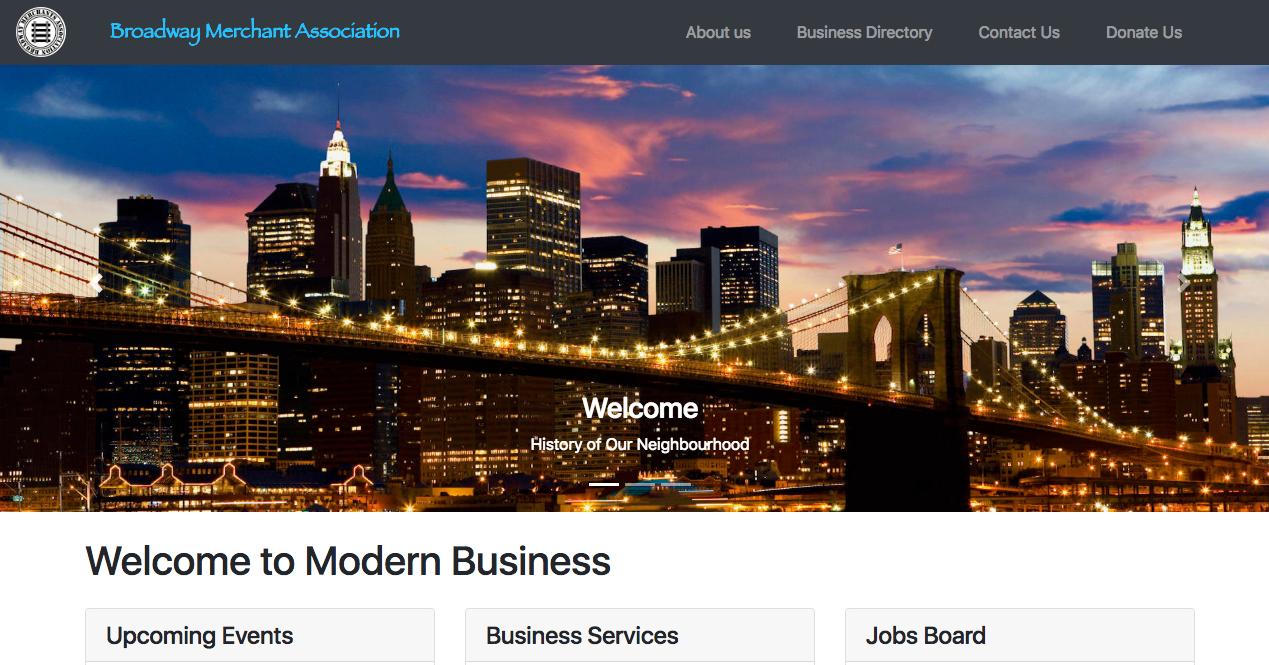 Broadway Merchant Association
About us
Business Directory
Contact Us
Donate Us
Welcome
History of Our Neighbourhood
Welcome to Modern Business
Upcoming Events
Business Services
Jobs Board